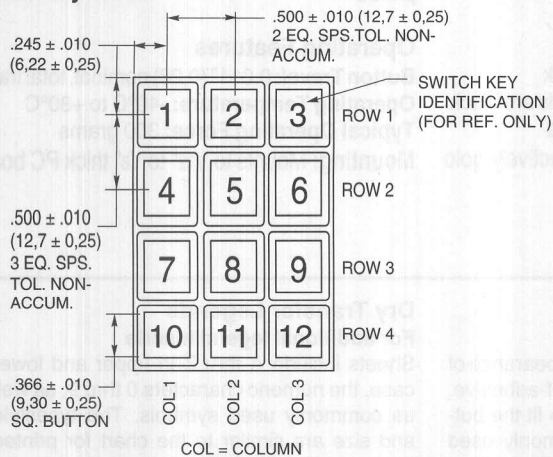 .500 ± .010 (12,7 ± 0,25)
2 EQ. SPS.TOL. NON-
ACCUM.
.245 ± .010
(6,22 ± 0,25)
SWITCH KEY
IDENTIFICATION
(FOR REF. ONLY)
1 2 3 ROW 1
4 5 6 ROW 2
.500 ± .010
(12,7 ± 0,25)
3 EQ. SPS.
TOL. NON-
ACCUM.
7 8 9 ROW 3
10 11 12 ROW 4
.366 ± .010
(9,30 ± 0,25)
SQ. BUTTON
COL 1
COL 2
COL 3
COL = COLUMN